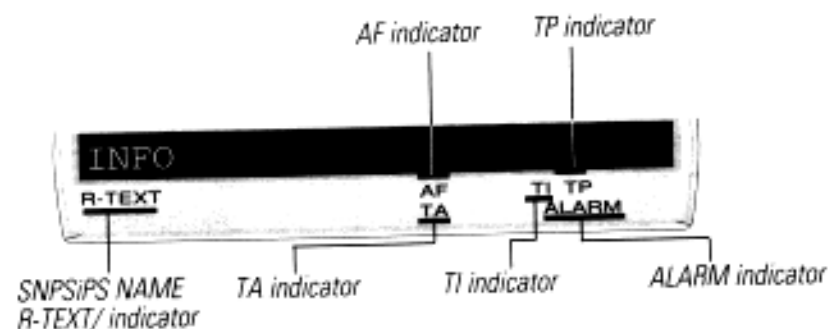 AF indicator
TP indicator
INFO
R-TEXT
AF
TI TP
TA
ALARM
SNPSiPS NAME
R-TEXT/ indicator
TA indicator
TI indicator
ALARM indicator